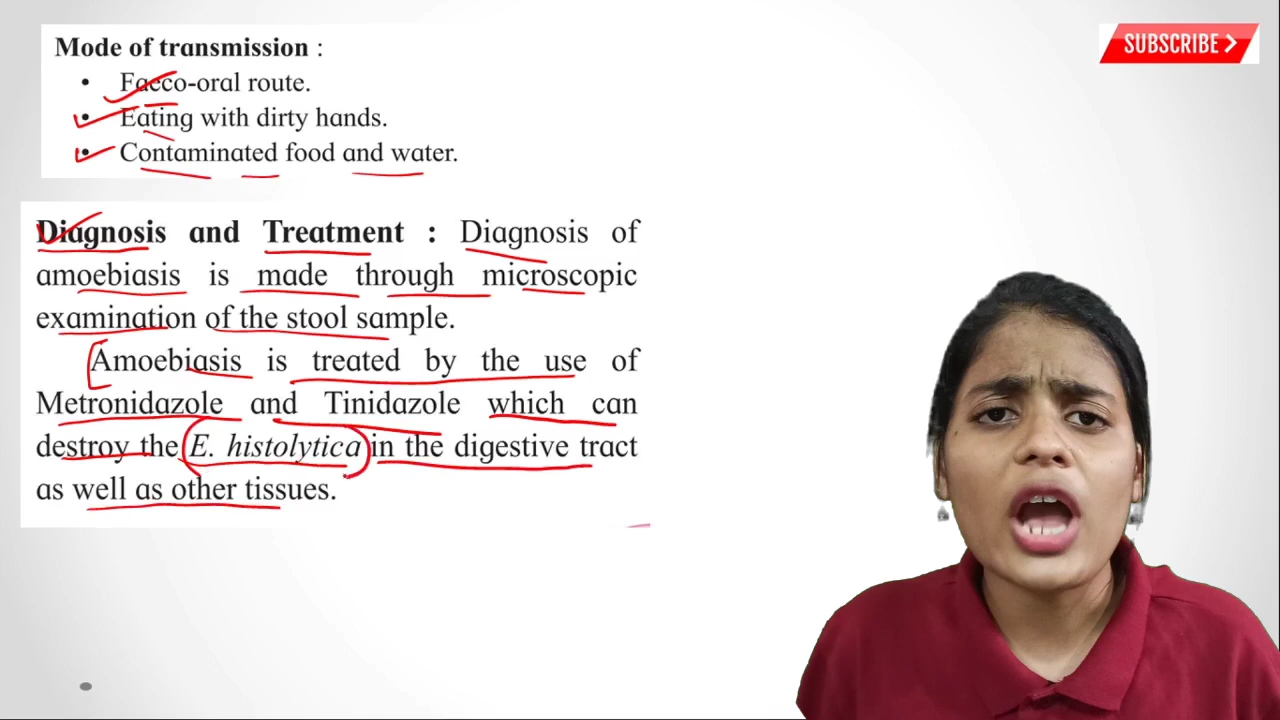 SUBSCRIBE
Mode of transmission :
• Faeco-oral route.
• Eating with dirty hands.
• Contaminated food and water.
Diagnosis and Treatment : Diagnosis of
amoebiasis is made through microscopic
examination of the stool sample.
Amoebiasis is treated by the use of
Metronidazole and Tinidazole which can
destroy the E. histolytica in the digestive tract
as well as other tissues.